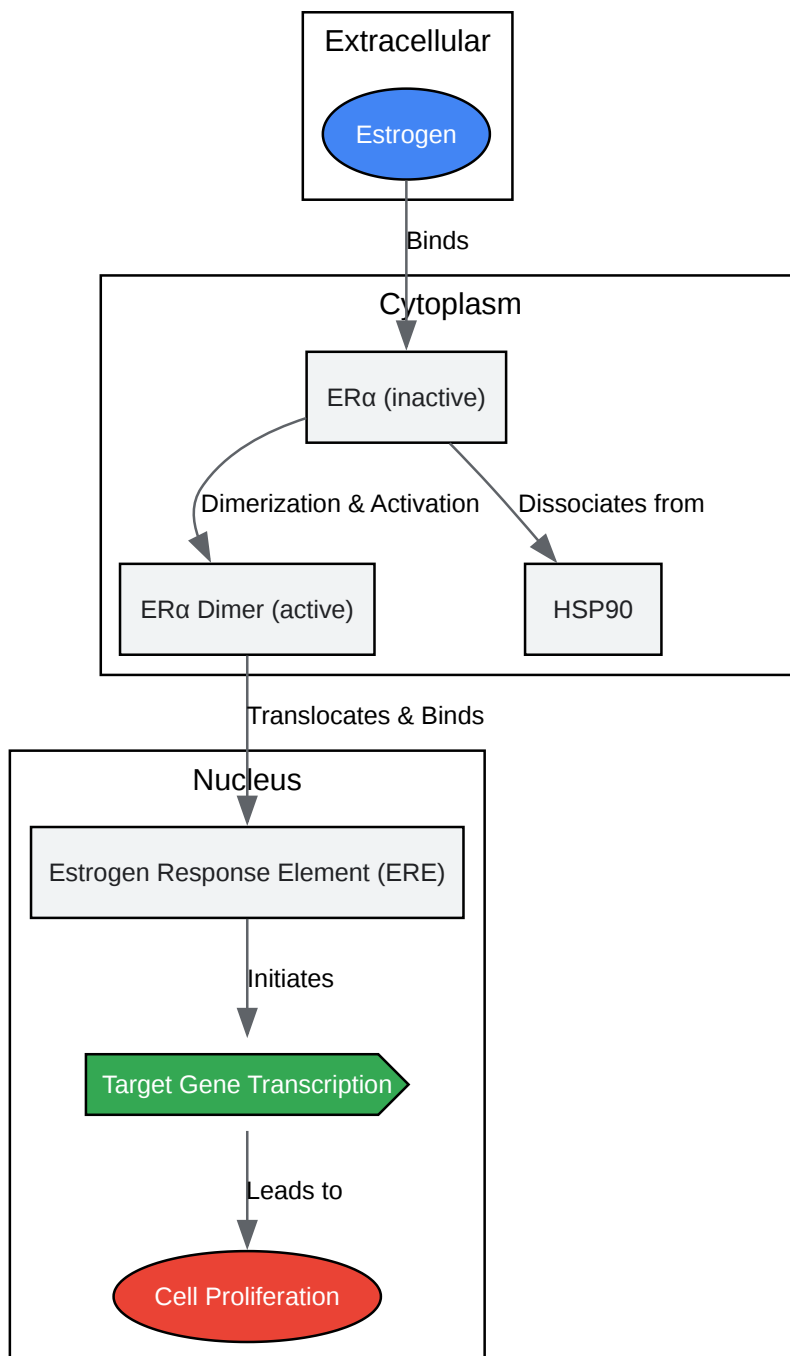 Extracellular
Estrogen
Binds
Cytoplasm
ERα (inactive)
Dimerization & Activation
Dissociates from
ERα Dimer (active)
HSP90
Translocates & Binds
Nucleus
Estrogen Response Element (ERE)
Initiates
Target Gene Transcription
Leads to
Cell Proliferation